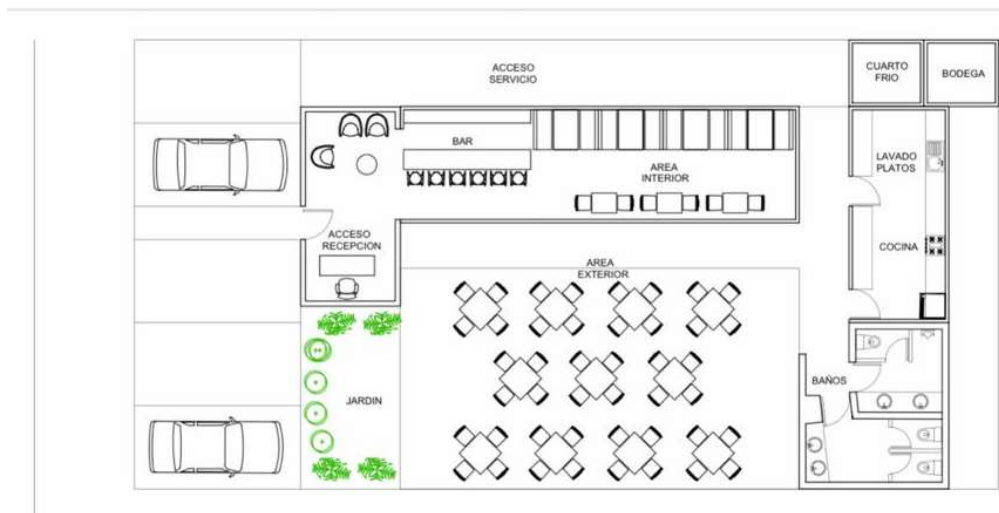 ACCESO
SERVICIO
CUARTO
FRIO
BODEGA
BAR
AREA
INTERIOR
LAVADO
PLATOS
ACCESO
RECEPCION
COCINA
AREA
EXTERIOR
BAÑOS
JARDIN